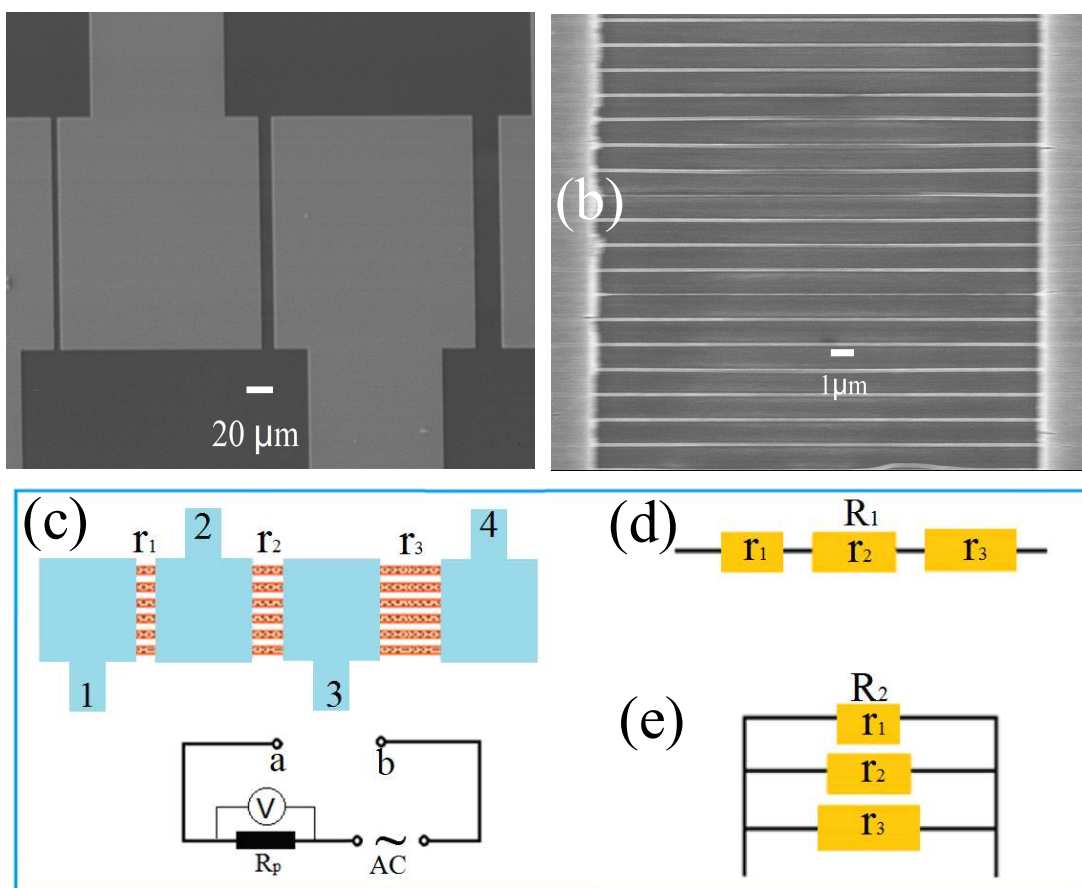 20 μm
(b)
1μm
(c)
r₁ 2 r₂ r₃ 4
1 3
a b
V
Rₚ ~ AC
(d)
R₁
r₁ r₂ r₃
(e)
R₂
r₁
r₂
r₃